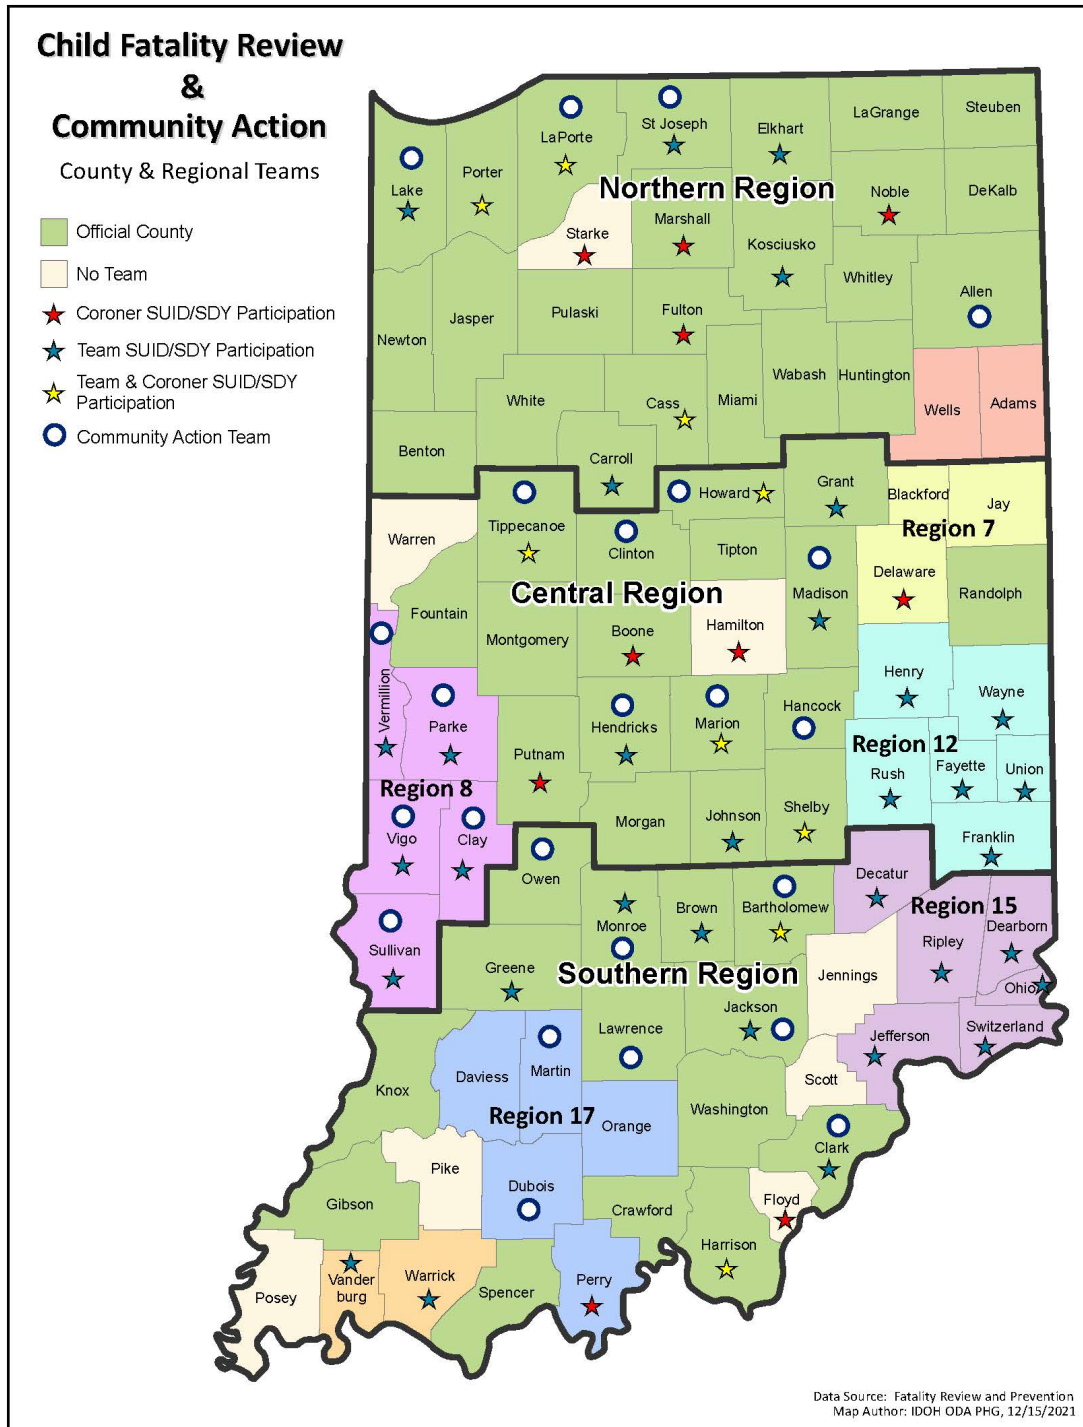 Child Fatality Review
&
Community Action
County & Regional Teams
Official County
No Team
Coroner SUID/SDY Participation
Team SUID/SDY Participation
Team & Coroner SUID/SDY
Participation
Community Action Team
Lake
Porter
LaPorte
St Joseph
Elkhart
LaGrange
Steuben
Northern Region
Noble
DeKalb
Starke
Marshall
Kosciusko
Whitley
Allen
Newton
Jasper
Pulaski
Fulton
Wabash
Huntington
Wells
Adams
White
Cass
Miami
Benton
Carroll
Grant
Blackford
Jay
Region 7
Howard
Tippecanoe
Clinton
Tipton
Warren
Central Region
Madison
Delaware
Randolph
Fountain
Montgomery
Boone
Hamilton
Henry
Wayne
Vermillion
Parke
Hendricks
Marion
Hancock
Region 12
Putnam
Rush
Fayette
Union
Region 8
Vigo
Clay
Morgan
Johnson
Shelby
Franklin
Owen
Decatur
Region 15
Monroe
Brown
Bartholomew
Dearborn
Ripley
Sullivan
Greene
Southern Region
Jennings
Ohio
Jackson
Lawrence
Jefferson
Switzerland
Knox
Daviess
Martin
Scott
Region 17
Orange
Washington
Clark
Pike
Dubois
Gibson
Crawford
Floyd
Harrison
Posey
Vander
burg
Warrick
Spencer
Perry
Data Source: Fatality Review and Prevention
Map Author: IDOH ODA PHG, 12/15/2021